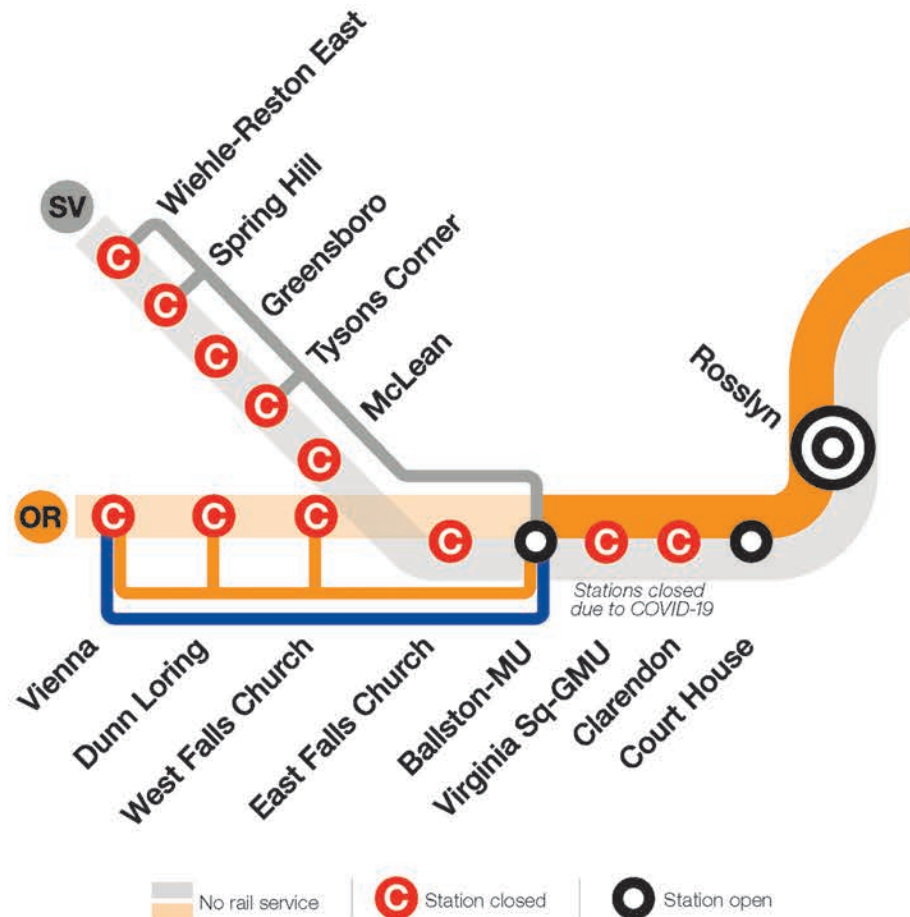 SV
Wiehle-Reston East
Spring Hill
Greensboro
Tysons Corner
McLean
Rosslyn
C
C
C
C
C
OR
C
C
C
C
C
C
Stations closed
due to COVID-19
Vienna
Dunn Loring
West Falls Church
East Falls Church
Ballston-MU
Virginia Sq-GMU
Clarendon
Court House
No rail service
C Station closed
Station open